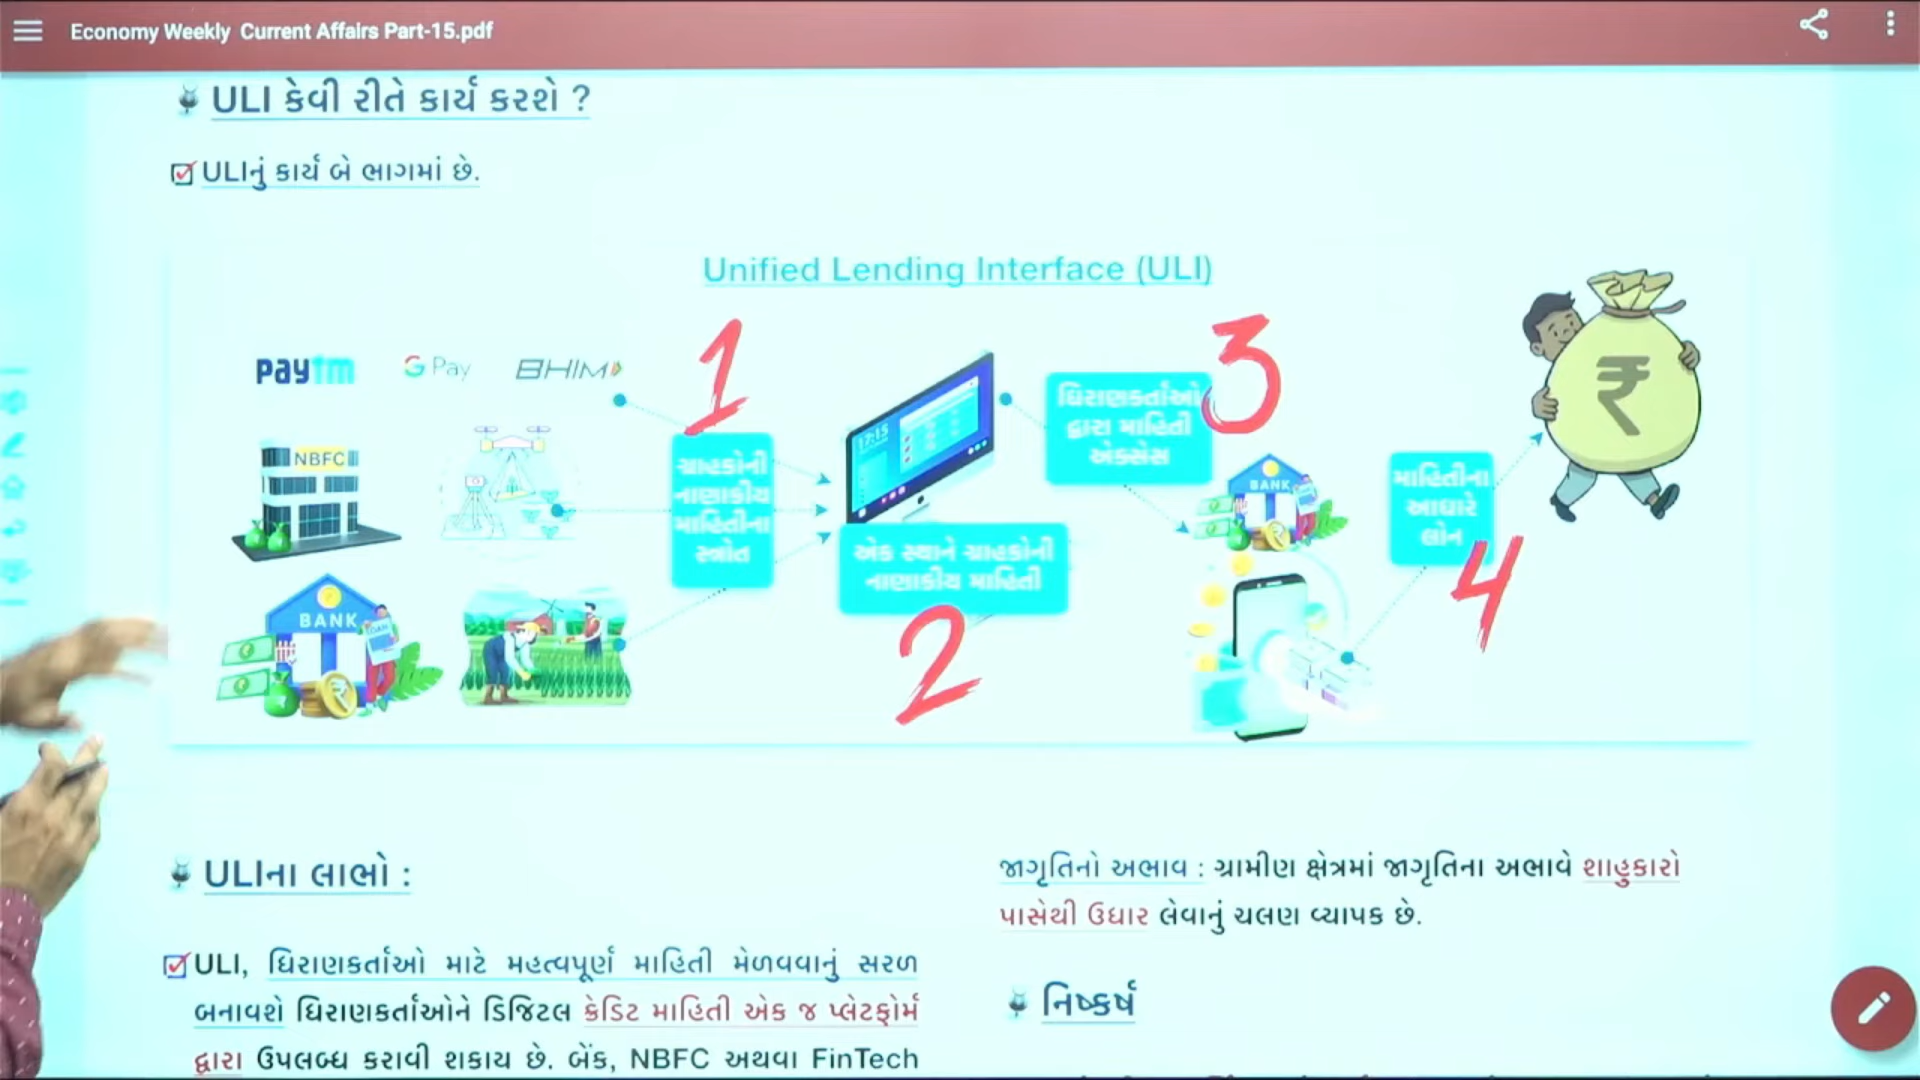 Economy Weekly Current Affairs Part-15.pdf
ULI કેવી રીતે કાર્ય કરશે ?
ULIનું કાર્ય બે ભાગમાં છે.
Unified Lending Interface (ULI)
paytm
G Pay
BHIM
NBFC
BANK
LOAN
1
ગ્રાહકોની
નાણાકીય
માહિતીના
સ્ત્રોત
17:15
એક સ્થાને ગ્રાહકોની
નાણાકીય માહિતી
2
ધિરાણકર્તાઓ
દ્વારા માહિતી
એક્સેસ
3
BANK
માહિતીના
આધારે
લોન
4
₹
ULIના લાભો :
ULI, ધિરાણકર્તાઓ માટે મહત્વપૂર્ણ માહિતી મેળવવાનું સરળ
બનાવશે ધિરાણકર્તાઓને ડિજિટલ ક્રેડિટ માહિતી એક જ પ્લેટફોર્મ
દ્વારા ઉપલબ્ધ કરાવી શકાય છે. બેંક, NBFC અથવા FinTech
જાગૃતિનો અભાવ : ગ્રામીણ ક્ષેત્રમાં જાગૃતિના અભાવે શાહુકારો
પાસેથી ઉધાર લેવાનું ચલણ વ્યાપક છે.
નિષ્કર્ષ